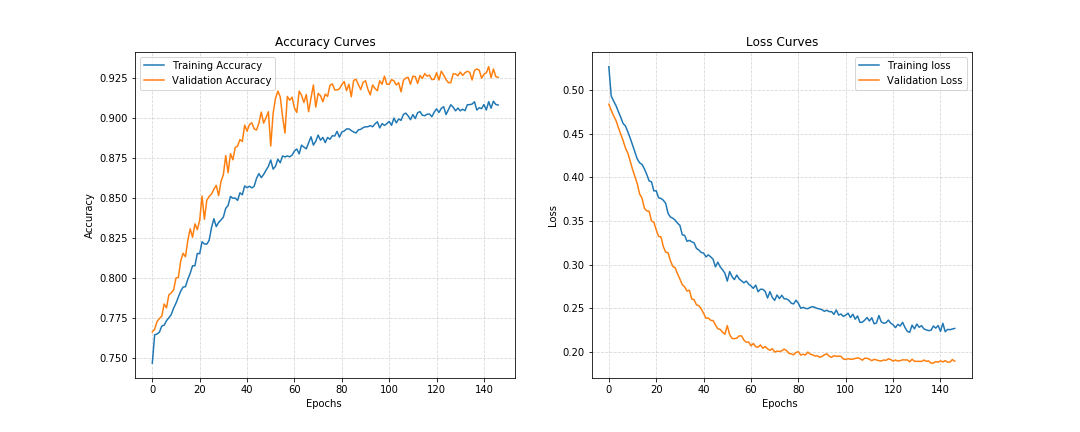 Accuracy Curves
Training Accuracy
Validation Accuracy
0.925
0.900
0.875
0.850
0.825
0.800
0.775
0.750
Accuracy
0 20 40 60 80 100 120 140
Epochs
Loss Curves
Training loss
Validation Loss
0.50
0.45
0.40
0.35
0.30
0.25
0.20
Loss
0 20 40 60 80 100 120 140
Epochs